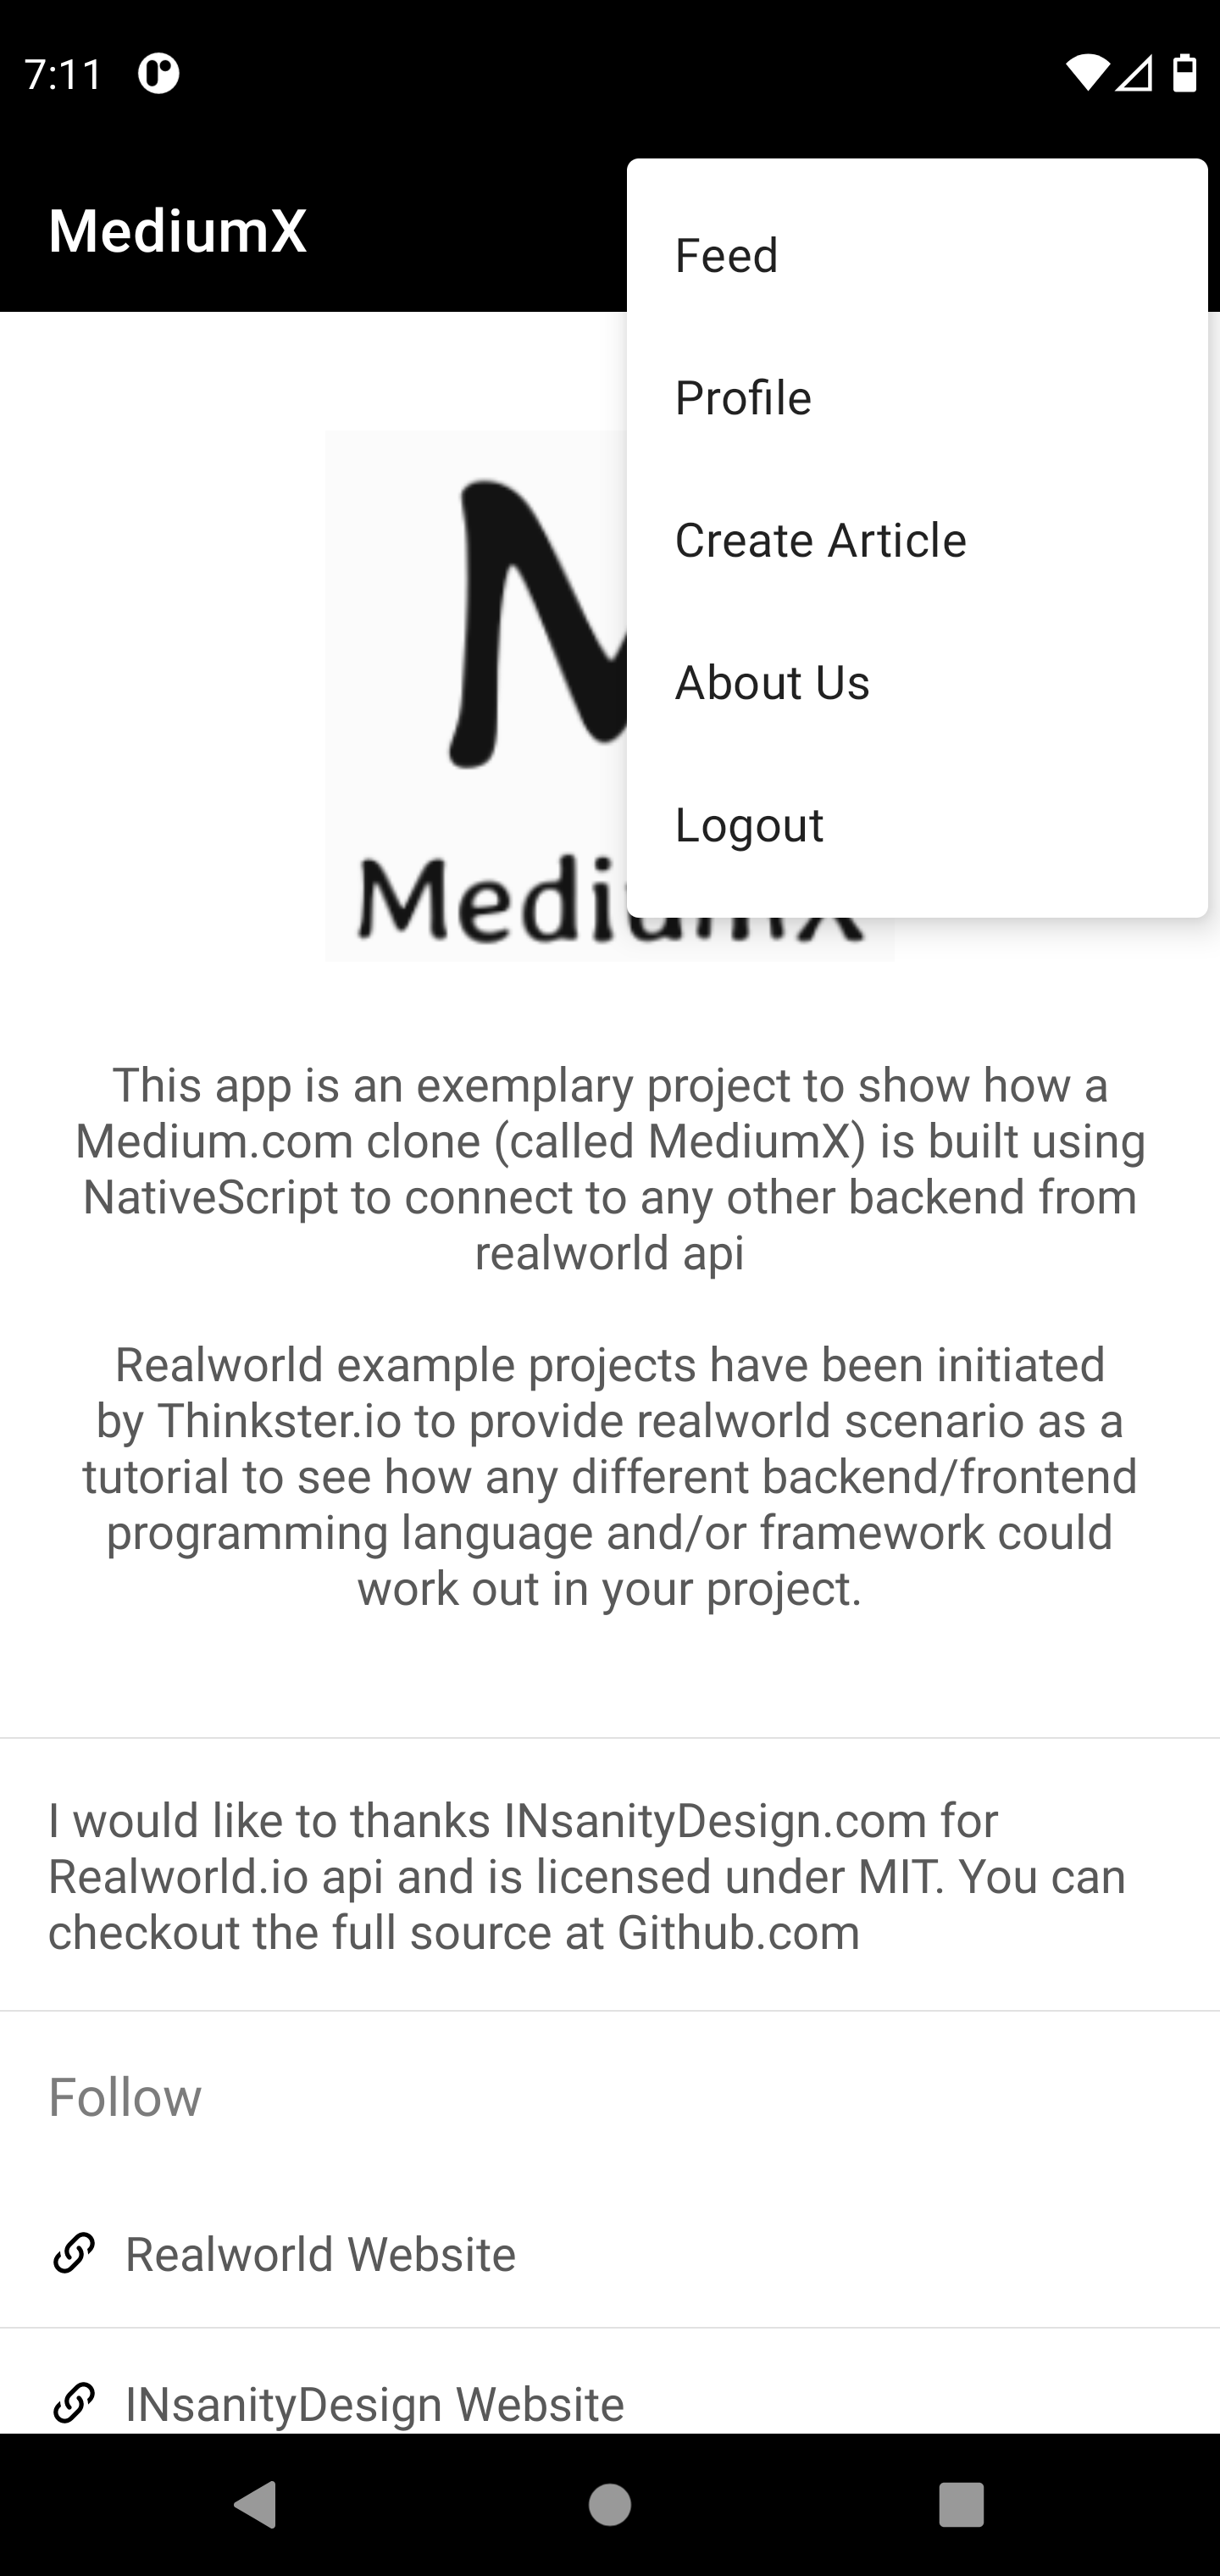 7:11
MediumX
Feed
Profile
Create Article
About Us
Logout
M
MediumX
This app is an exemplary project to show how a
Medium.com clone (called MediumX) is built using
NativeScript to connect to any other backend from
realworld api
Realworld example projects have been initiated
by Thinkster.io to provide realworld scenario as a
tutorial to see how any different backend/frontend
programming language and/or framework could
work out in your project.
I would like to thanks INsanityDesign.com for
Realworld.io api and is licensed under MIT. You can
checkout the full source at Github.com
Follow
Realworld Website
INsanityDesign Website